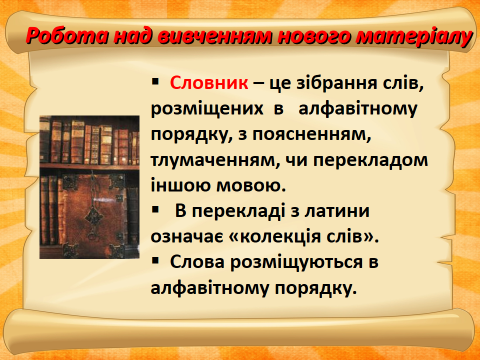 Робота над вивченням нового матеріалу
▪ Словник – це зібрання слів,
розміщених в алфавітному
порядку, з поясненням,
тлумаченням, чи перекладом
іншою мовою.
▪ В перекладі з латини
означає «колекція слів».
▪ Слова розміщуються в
алфавітному порядку.